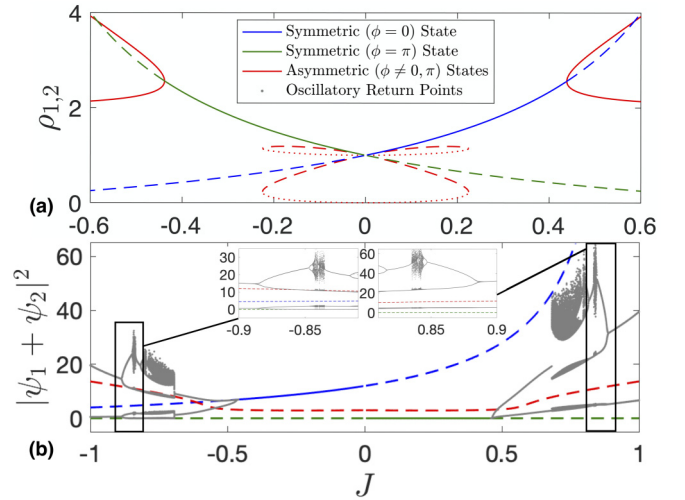 4
2
0
ρ1,2
Symmetric (ϕ = 0) State
Symmetric (ϕ = π) State
Asymmetric (ϕ ≠ 0, π) States
Oscillatory Return Points
(a)
-0.6 -0.4 -0.2 0 0.2 0.4 0.6
60
40
20
0
|ψ1 + ψ2|²
30
20
10
0
-0.9 -0.85
60
40
20
0
0.85 0.9
(b)
-1 -0.5 0 0.5 1
J